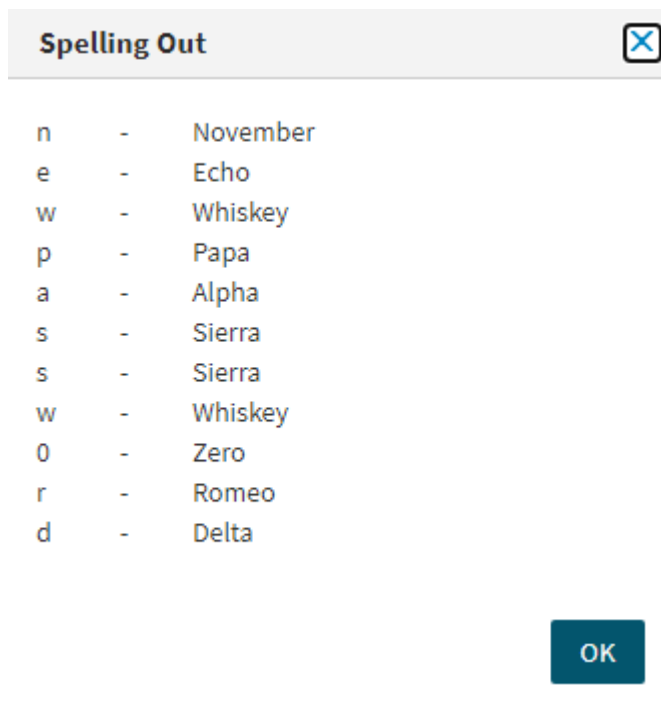 Spelling Out
n - November
e - Echo
w - Whiskey
p - Papa
a - Alpha
s - Sierra
s - Sierra
w - Whiskey
0 - Zero
r - Romeo
d - Delta
OK